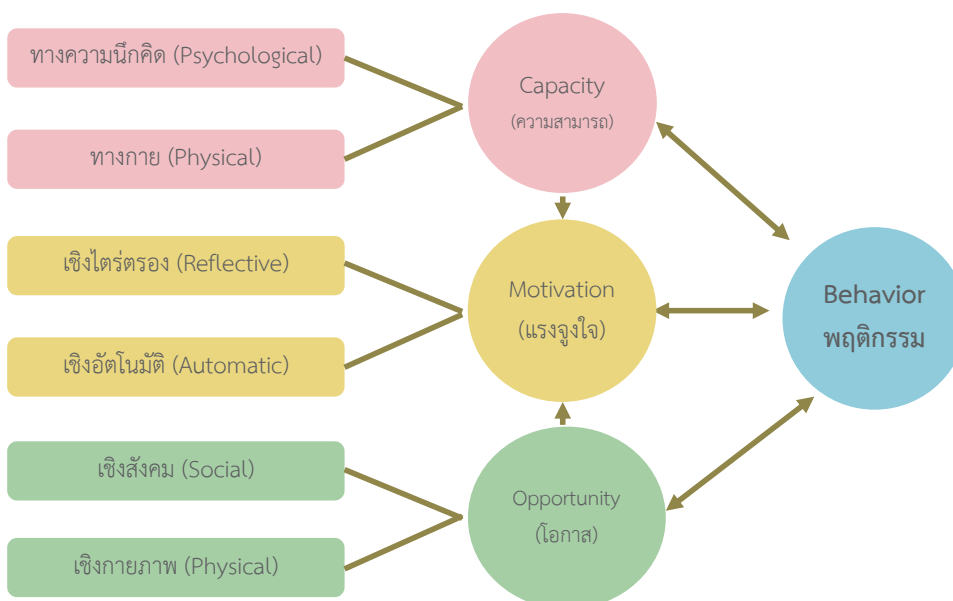 ทางความนึกคิด (Psychological)
ทางกาย (Physical)
Capacity
(ความสามารถ)
เชิงไตร่ตรอง (Reflective)
เชิงอัตโนมัติ (Automatic)
Motivation
(แรงจูงใจ)
เชิงสังคม (Social)
เชิงกายภาพ (Physical)
Opportunity
(โอกาส)
Behavior
พฤติกรรม